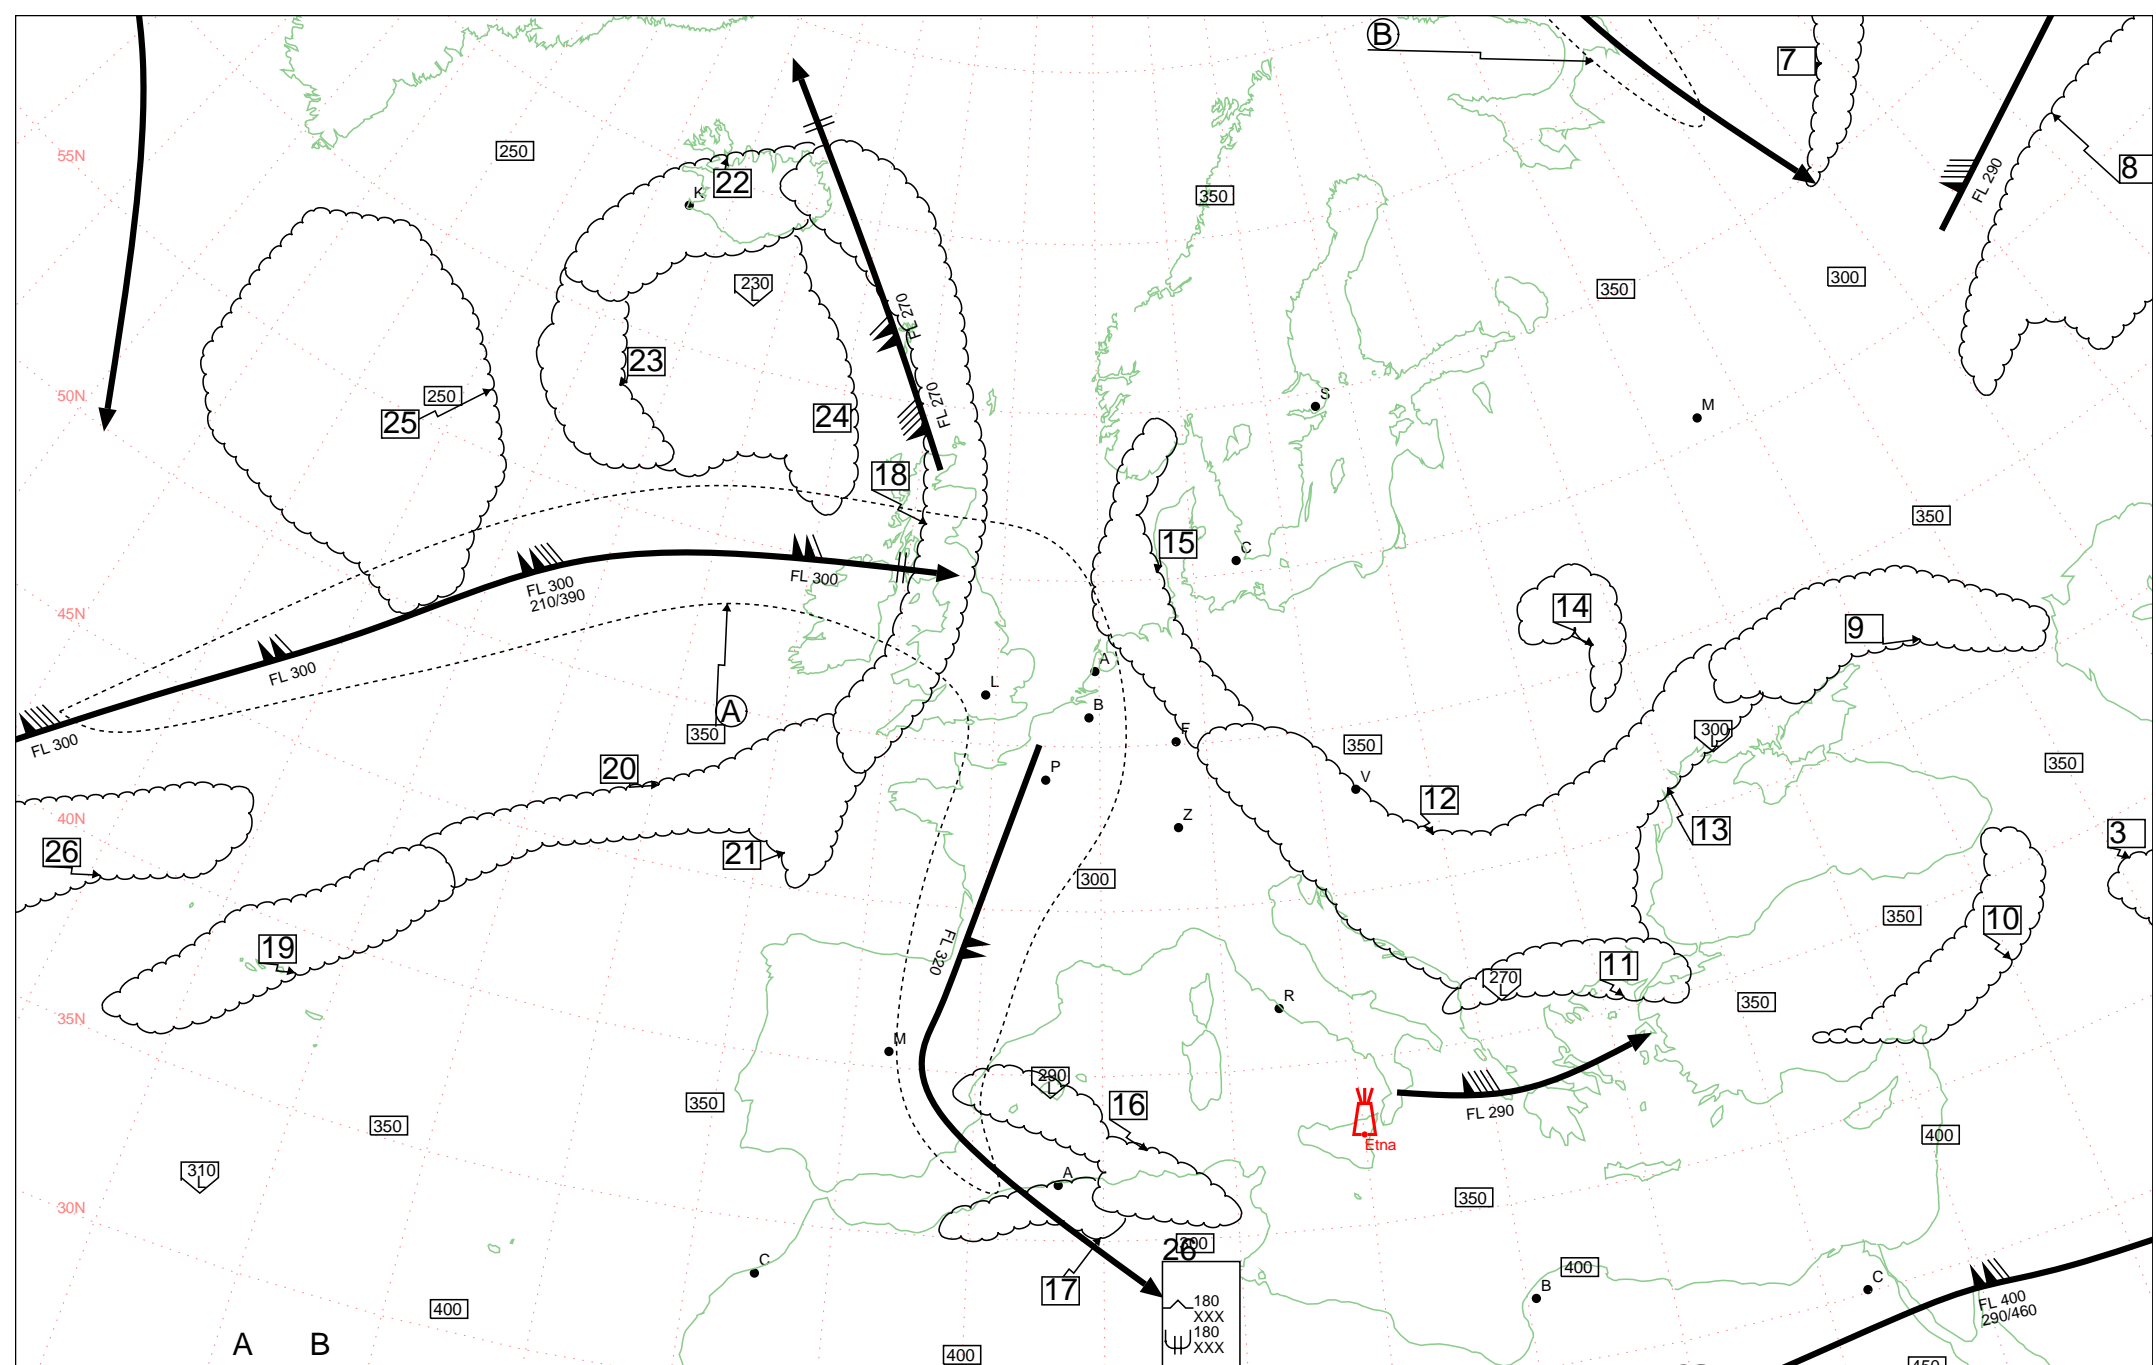 B
7
55N
250
8
350
FL 290
22
K
230
L
350
300
FL 270
23
50N
250
25
24
FL 270
S
M
18
350
15
C
FL 300
210/390
FL 300
45N
14
9
FL 300
A
L
A
B
350
F
350
300
L
350
FL 300
20
P
V
12
40N
Z
13
3
26
21
300
350
10
19
FL 320
270
L
11
R
350
35N
M
290
L
16
350
FL 290
350
Etna
400
310
L
A
350
30N
26
300
C
17
400
B
C
400
180
XXX
180
XXX
FL 400
290/460
A B
400